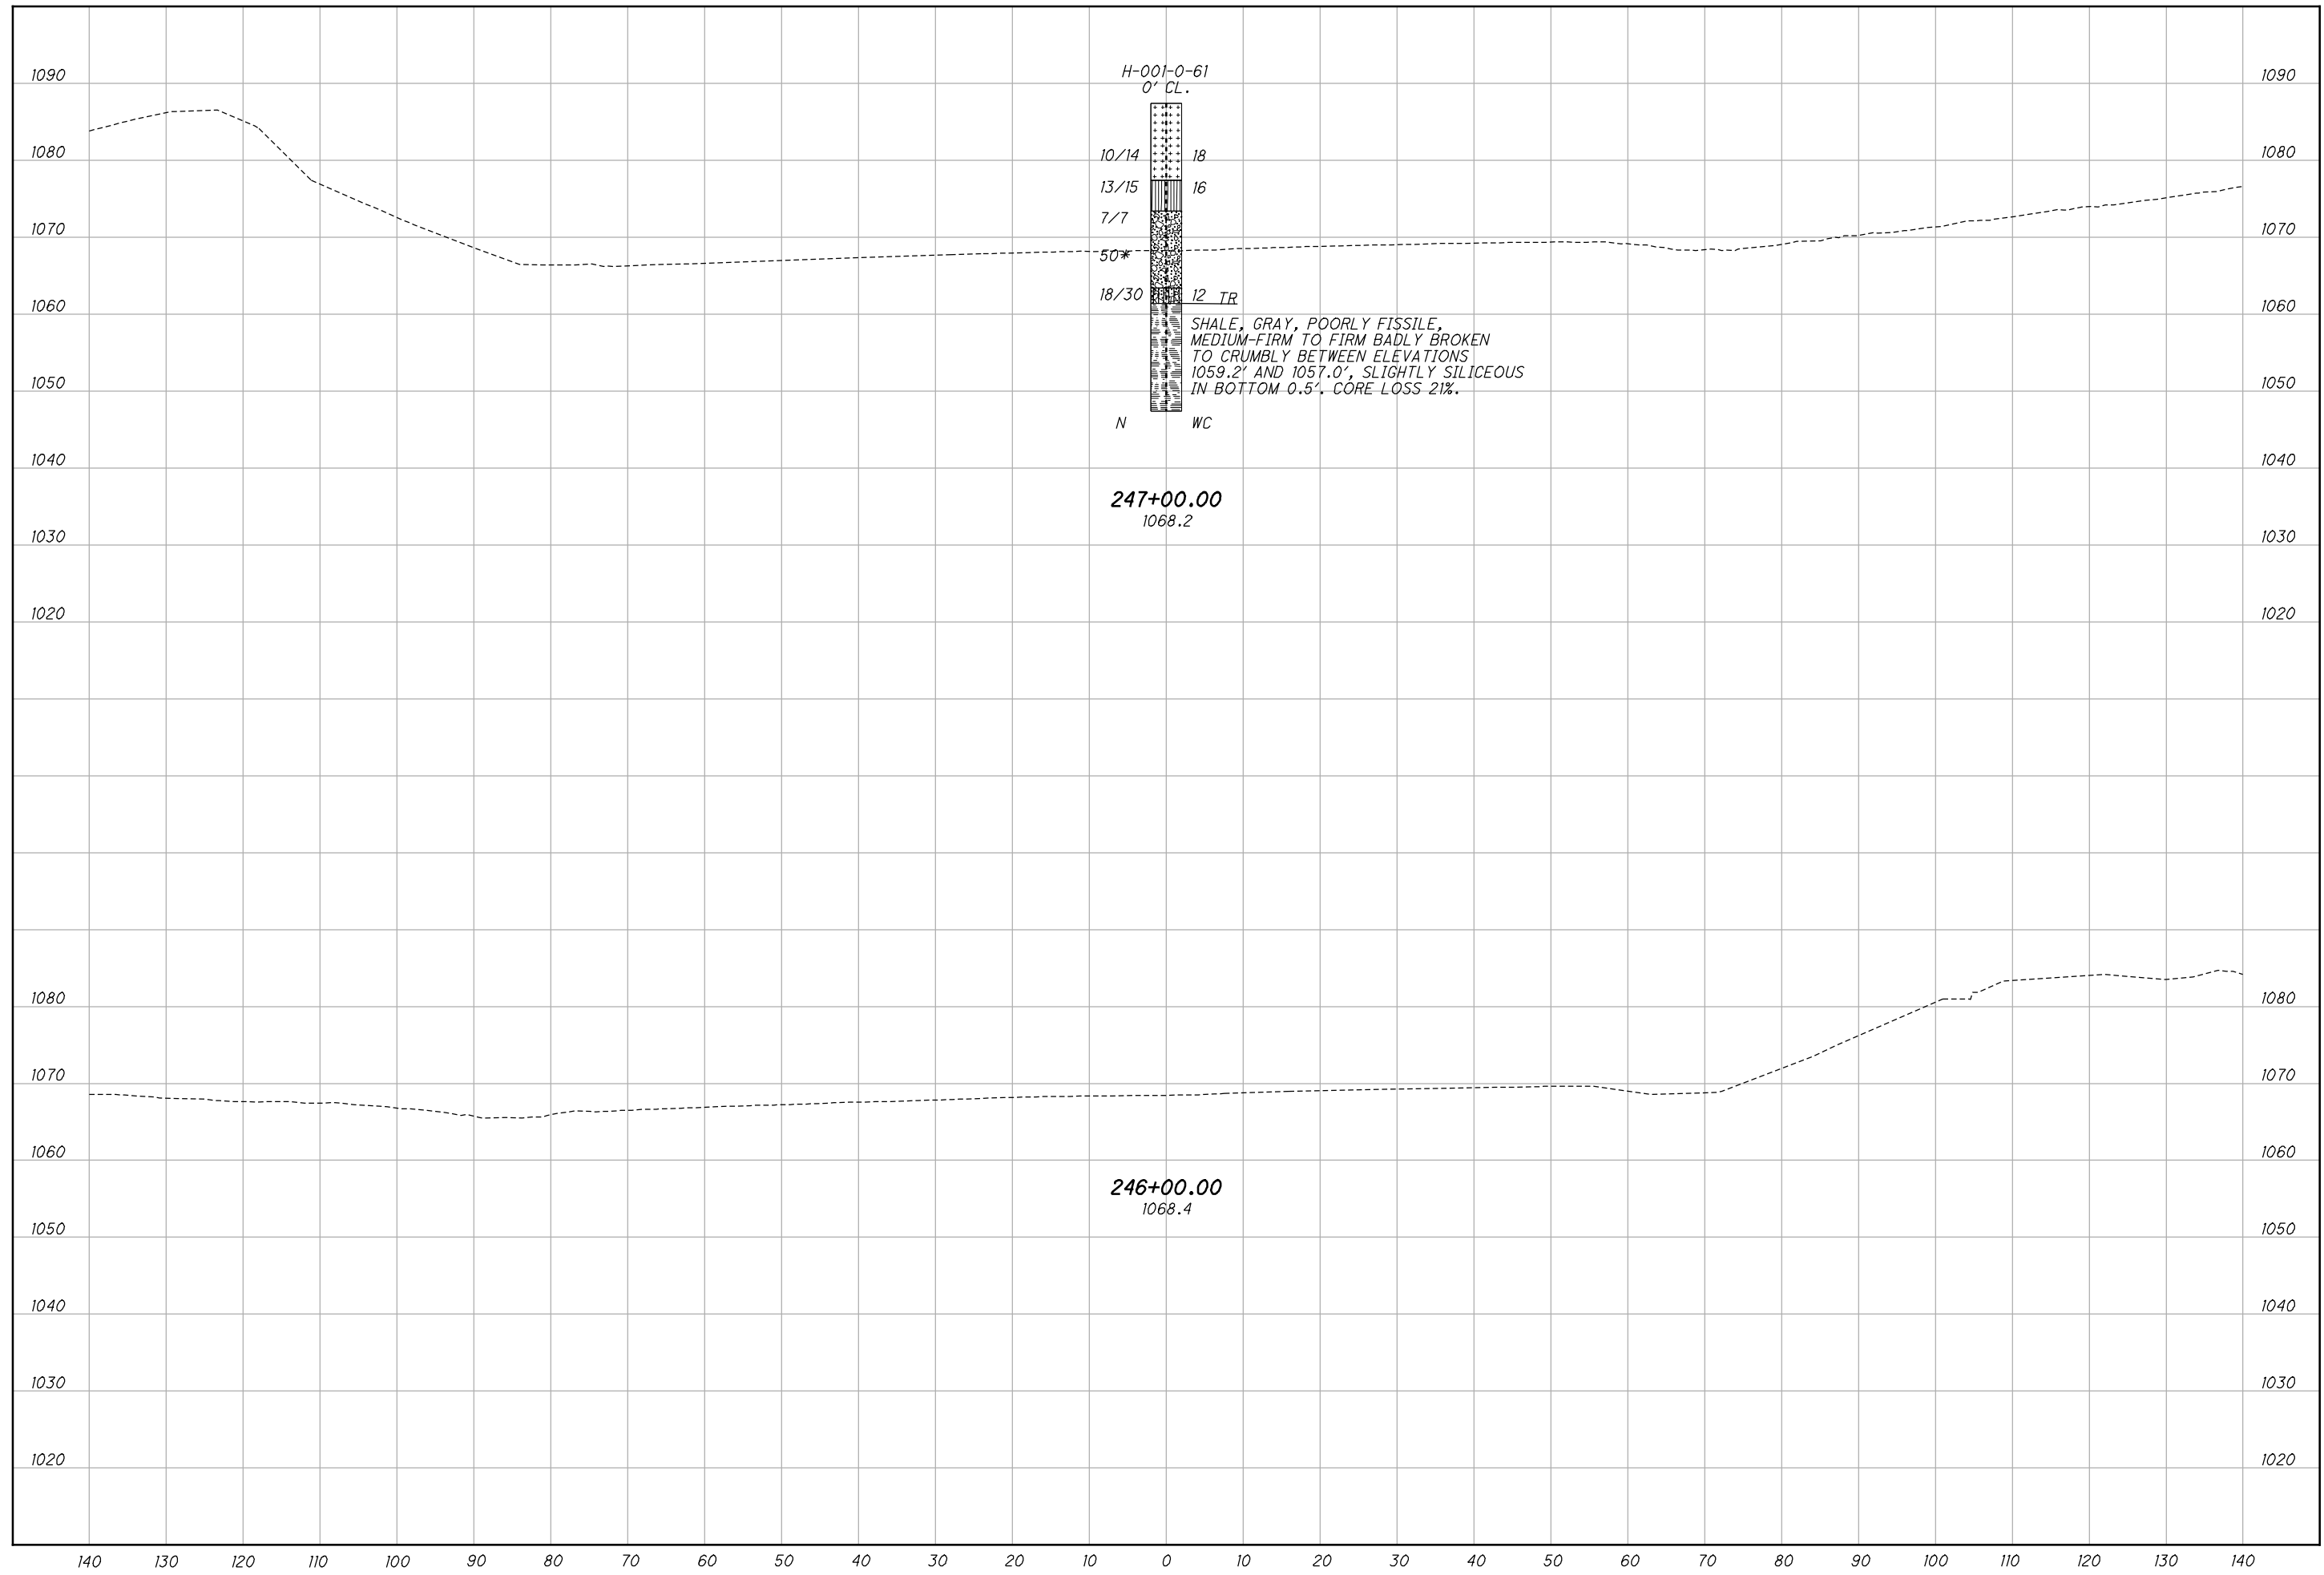 H-001-0-61
0' CL.
1090 1090
1080 10/14 18 1080
13/15 16
7/7
1070 1070
50*
1060 18/30 12 TR 1060
SHALE, GRAY, POORLY FISSILE,
MEDIUM-FIRM TO FIRM BADLY BROKEN
TO CRUMBLY BETWEEN ELEVATIONS
1059.2' AND 1057.0', SLIGHTLY SILICEOUS
1050 IN BOTTOM 0.5'. CORE LOSS 21%. 1050
N WC
1040 1040
247+00.00
1068.2
1030 1030
1020 1020
1080 1080
1070 1070
1060 1060
246+00.00
1068.4
1050 1050
1040 1040
1030 1030
1020 1020
140 130 120 110 100 90 80 70 60 50 40 30 20 10 0 10 20 30 40 50 60 70 80 90 100 110 120 130 140